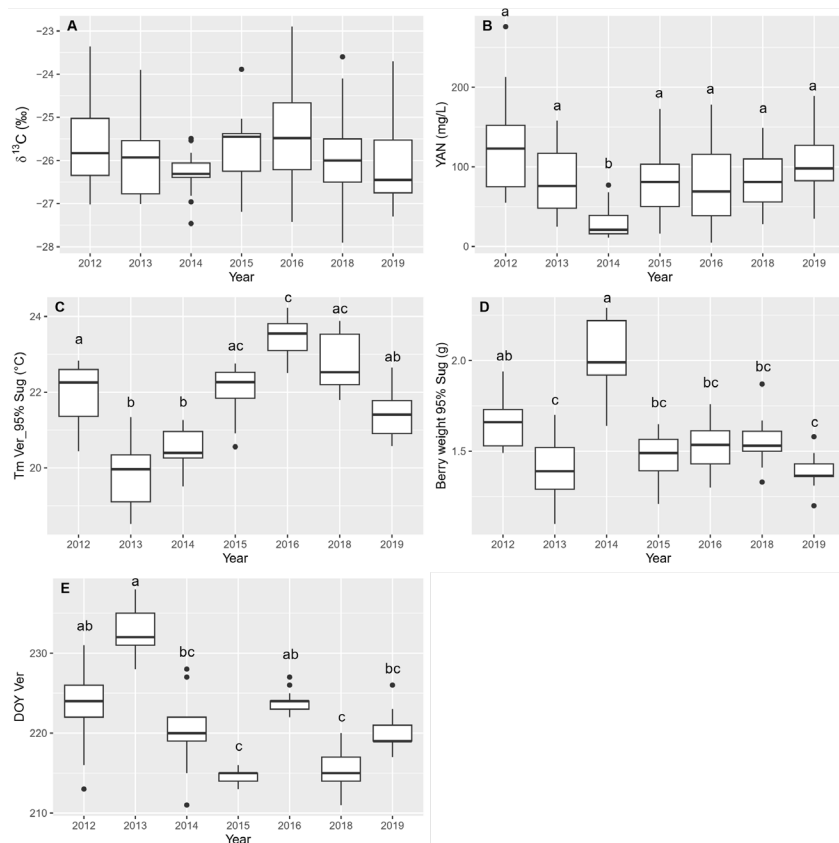 A
δ ¹³C (‰)
−23
−24
−25
−26
−27
−28
2012 2013 2014 2015 2016 2018 2019
Year
B
YAN (mg/L)
200
100
0
a a b a a a a
2012 2013 2014 2015 2016 2018 2019
Year
C
Tm Ver_95% Sug (°C)
24
22
20
a b b ac c ac ab
2012 2013 2014 2015 2016 2018 2019
Year
D
Berry weight 95% Sug (g)
2.0
1.5
ab c a bc bc bc c
2012 2013 2014 2015 2016 2018 2019
Year
E
DOY Ver
230
220
210
ab a bc c ab c bc
2012 2013 2014 2015 2016 2018 2019
Year